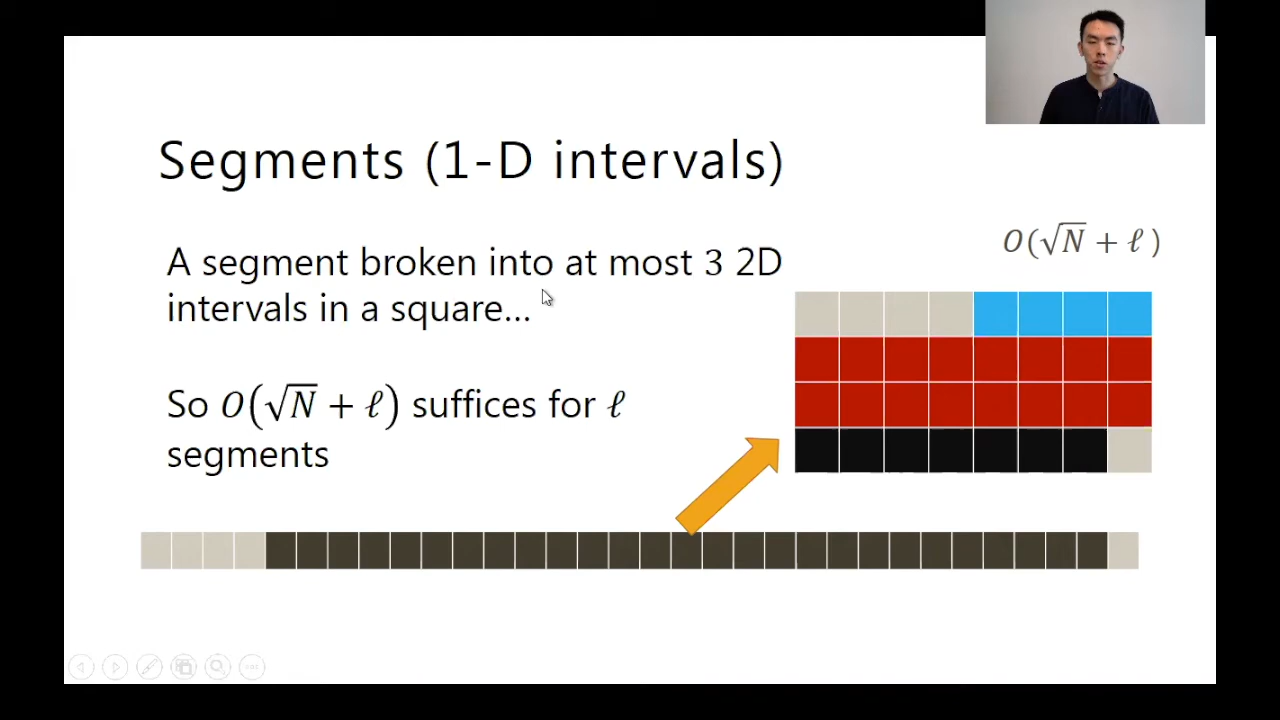 Segments (1-D intervals)
A segment broken into at most 3 2D
intervals in a square...
So O(√N + ℓ) suffices for ℓ
segments
O(√N + ℓ )